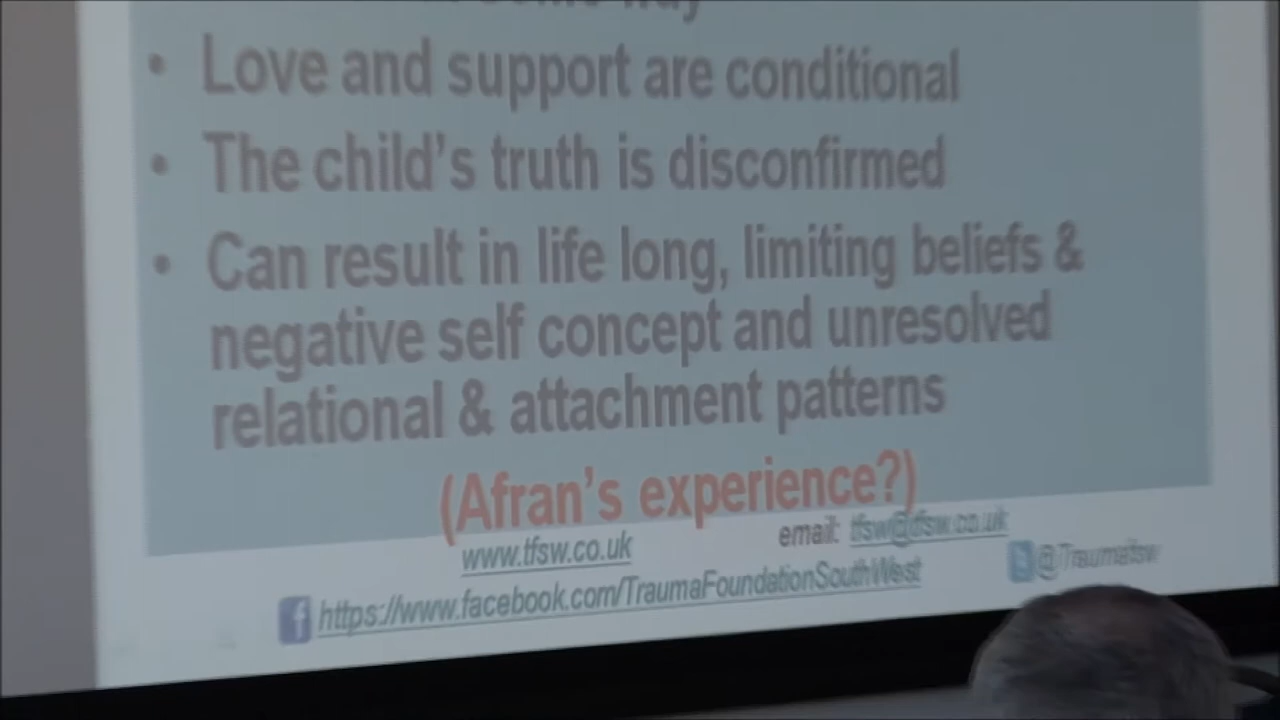 • Love and support are conditional
• The child's truth is disconfirmed
• Can result in life long, limiting beliefs &
negative self concept and unresolved
relational & attachment patterns
(Afran's experience?)
www.tfsw.co.uk email: tfsw@tfsw.co.uk
f https://www.facebook.com/TraumaFoundationSouthWest
@Traumatsw